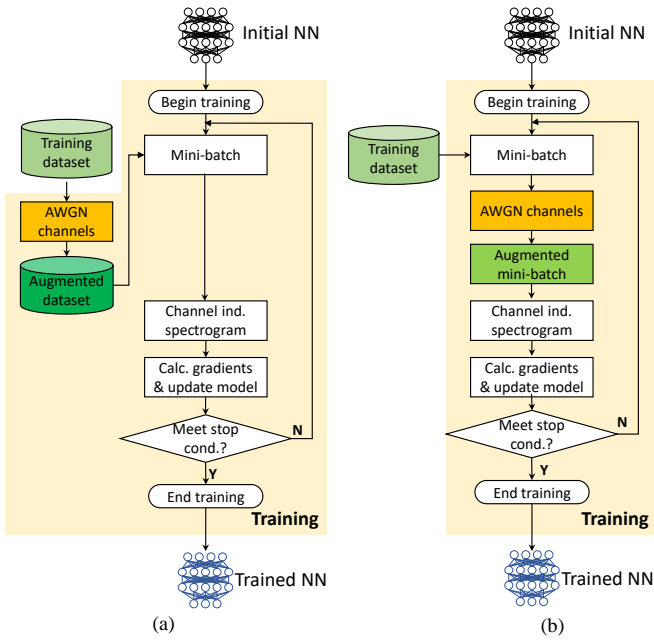 Initial NN
Begin training
Training
dataset
Mini-batch
AWGN
channels
Augmented
dataset
Channel ind.
spectrogram
Calc. gradients
& update model
Meet stop
cond.?
N
Y
End training
Training
Trained NN
(a)
Initial NN
Begin training
Training
dataset
Mini-batch
AWGN channels
Augmented
mini-batch
Channel ind.
spectrogram
Calc. gradients
& update model
Meet stop
cond.?
N
Y
End training
Training
Trained NN
(b)